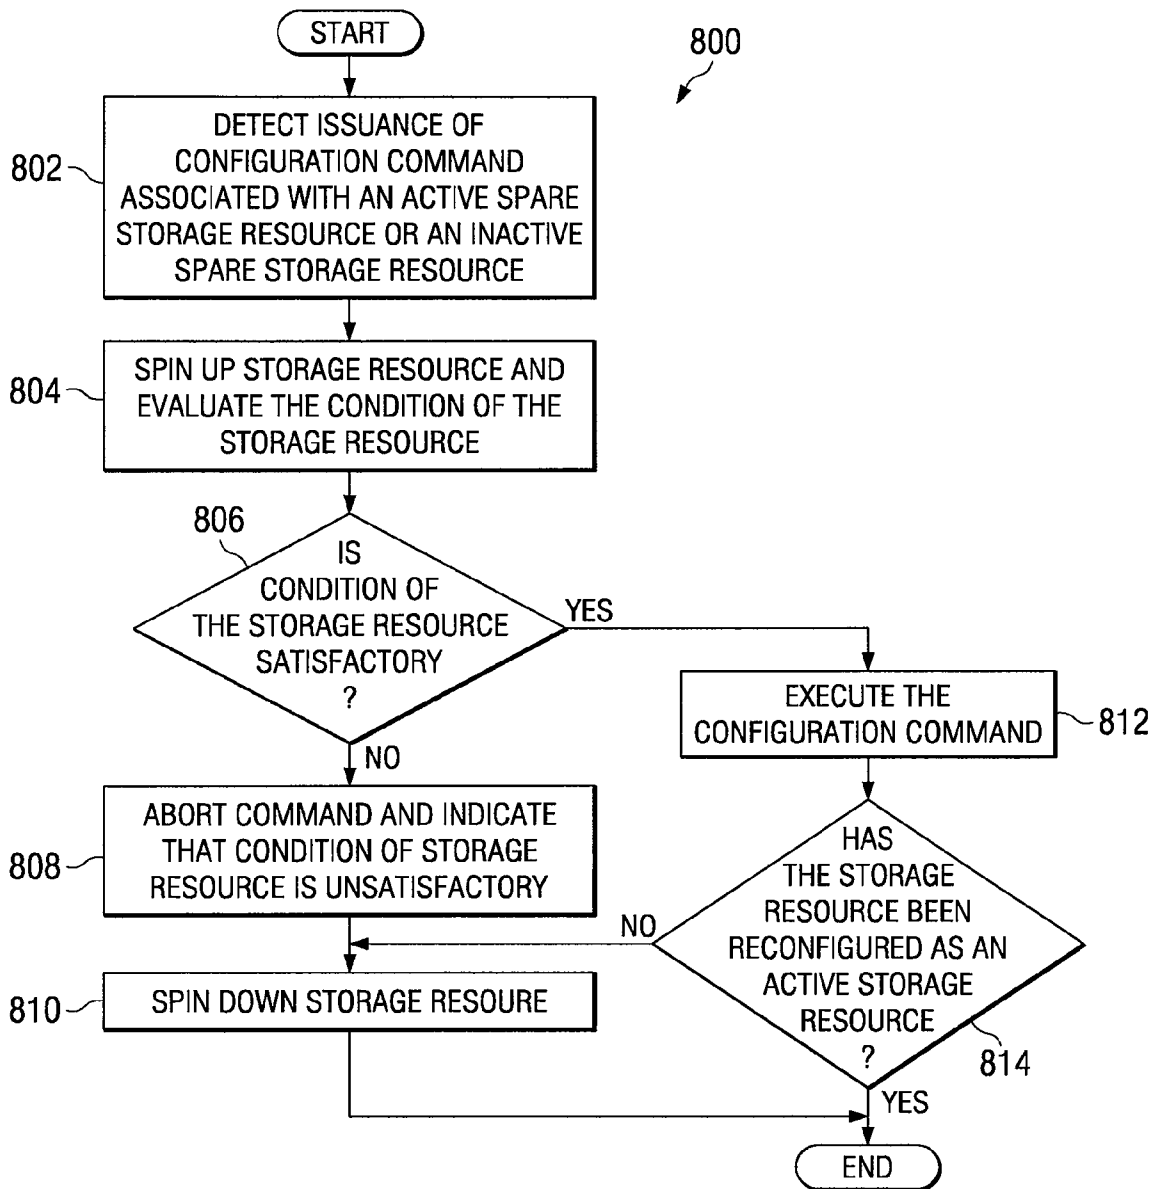 START
800
802
DETECT ISSUANCE OF
CONFIGURATION COMMAND
ASSOCIATED WITH AN ACTIVE SPARE
STORAGE RESOURCE OR AN INACTIVE
SPARE STORAGE RESOURCE
804
SPIN UP STORAGE RESOURCE AND
EVALUATE THE CONDITION OF THE
STORAGE RESOURCE
806
IS
CONDITION OF
THE STORAGE RESOURCE
SATISFACTORY
?
YES
NO
EXECUTE THE
CONFIGURATION COMMAND
812
808
ABORT COMMAND AND INDICATE
THAT CONDITION OF STORAGE
RESOURCE IS UNSATISFACTORY
HAS
THE STORAGE
RESOURCE BEEN
RECONFIGURED AS AN
ACTIVE STORAGE
RESOURCE
?
NO
814
810
SPIN DOWN STORAGE RESOURE
YES
END